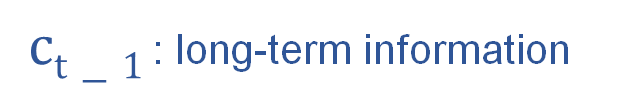 c_t _ 1 : long-term information